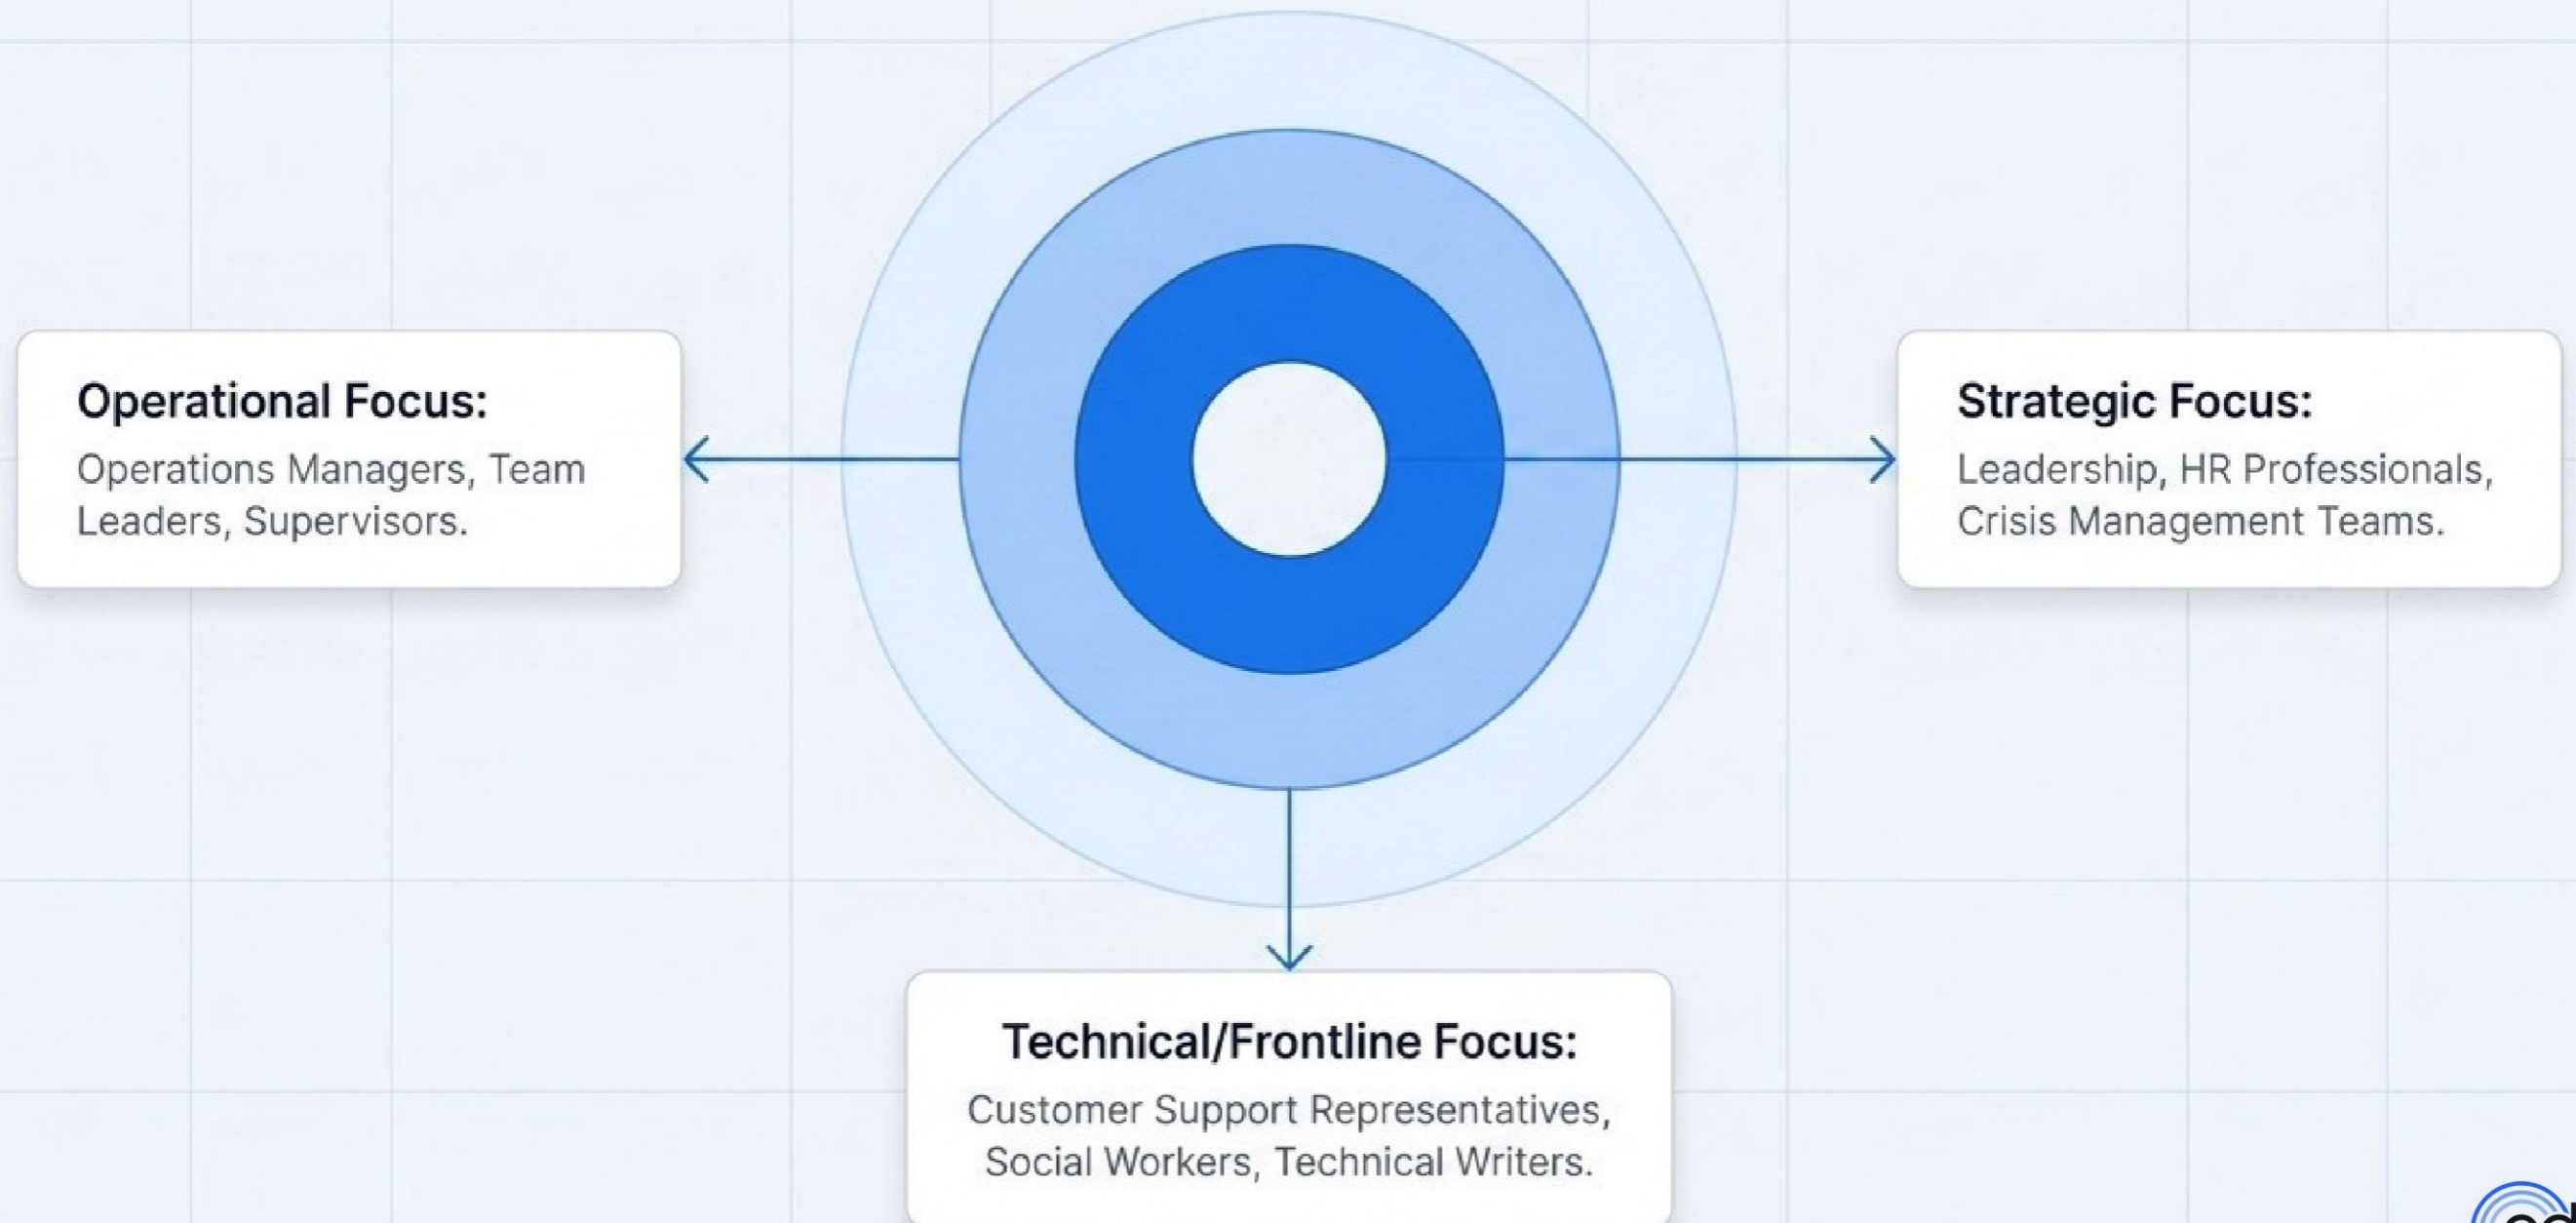 Operational Focus:
Operations Managers, Team
Leaders, Supervisors.
Strategic Focus:
Leadership, HR Professionals,
Crisis Management Teams.
Technical/Frontline Focus:
Customer Support Representatives,
Social Workers, Technical Writers.